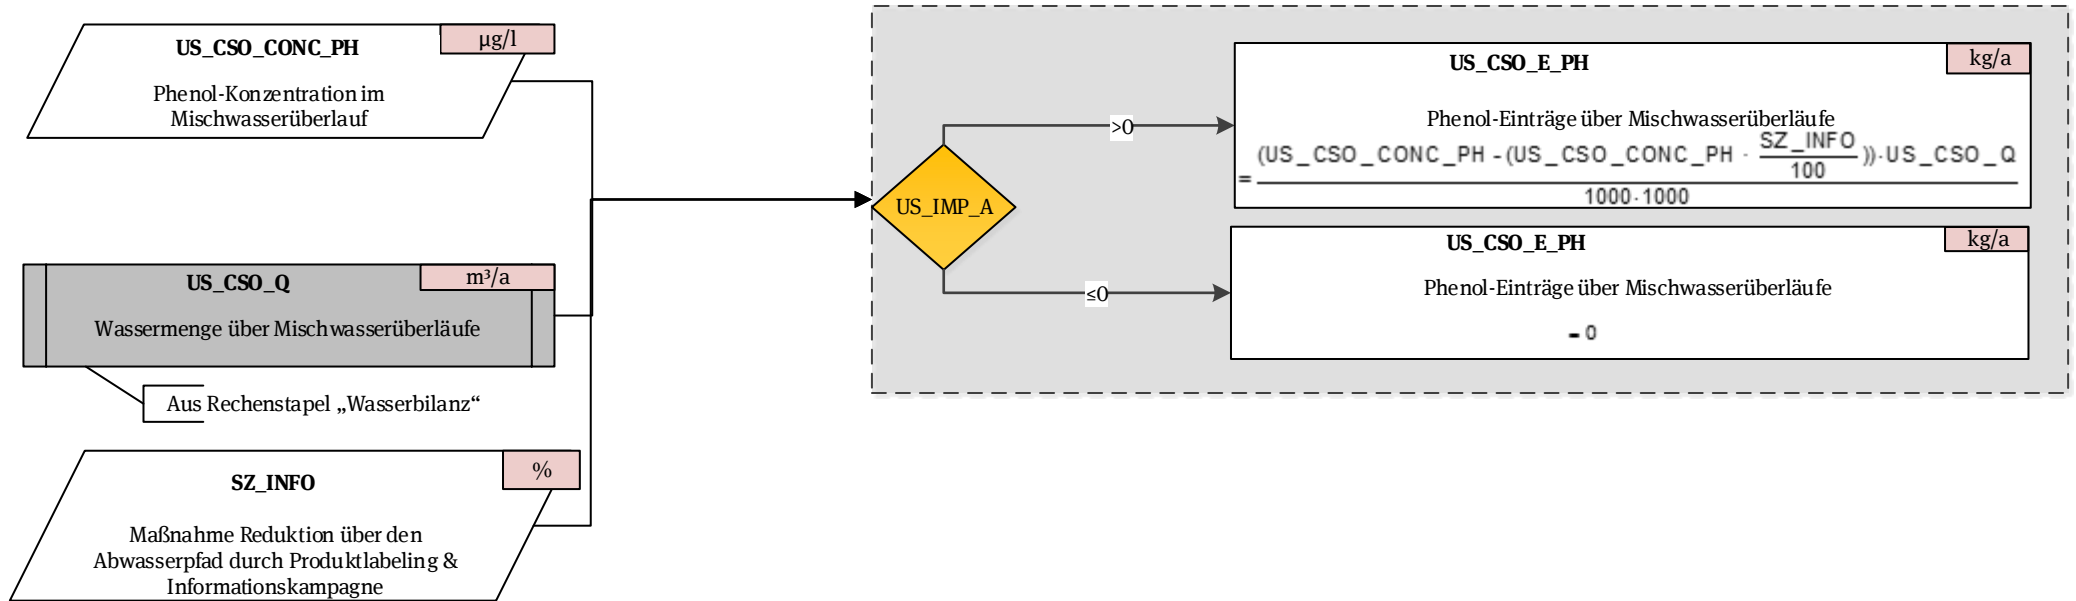 US_CSO_CONC_PH
µg/l
Phenol-Konzentration im
Mischwasserüberlauf
US_CSO_Q
m³/a
Wassermenge über Mischwasserüberläufe
Aus Rechenstapel „Wasserbilanz“
SZ_INFO
%
Maßnahme Reduktion über den
Abwasserpfad durch Produktlabeling &
Informationskampagne
US_IMP_A
>0
≤0
US_CSO_E_PH
kg/a
Phenol-Einträge über Mischwasserüberläufe
SZ_INFO
= (US_CSO_CONC_PH - (US_CSO_CONC_PH · 100 )) · US_CSO_Q
1000 · 1000
US_CSO_E_PH
kg/a
Phenol-Einträge über Mischwasserüberläufe
= 0